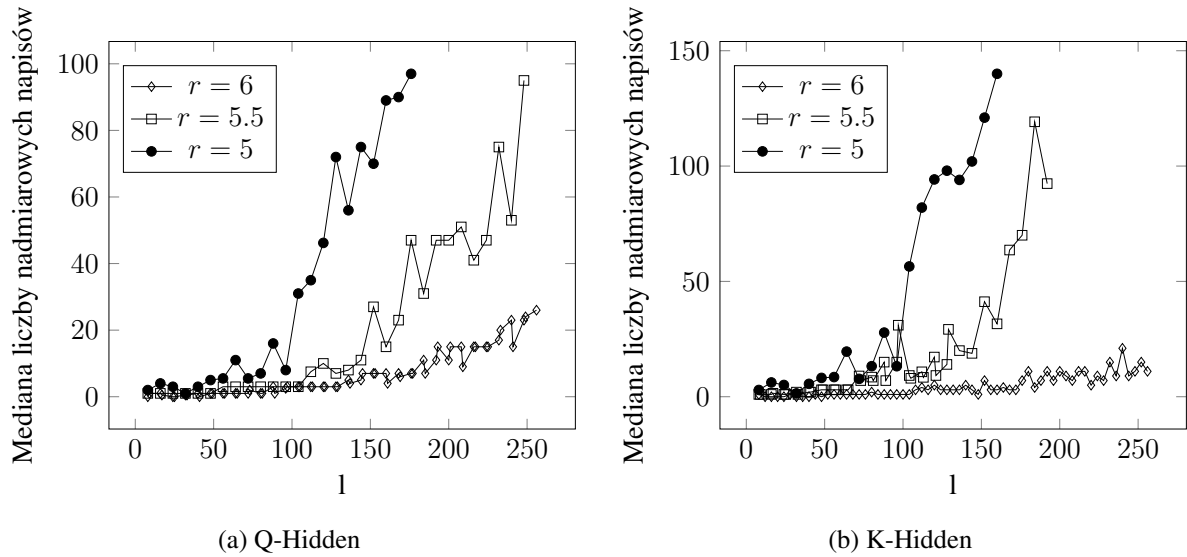 Mediana liczby nadmiarowych napisów
100
80
60
40
20
0
r = 6
r = 5.5
r = 5
0 50 100 150 200 250
l
(a) Q-Hidden
Mediana liczby nadmiarowych napisów
150
100
50
0
r = 6
r = 5.5
r = 5
0 50 100 150 200 250
l
(b) K-Hidden